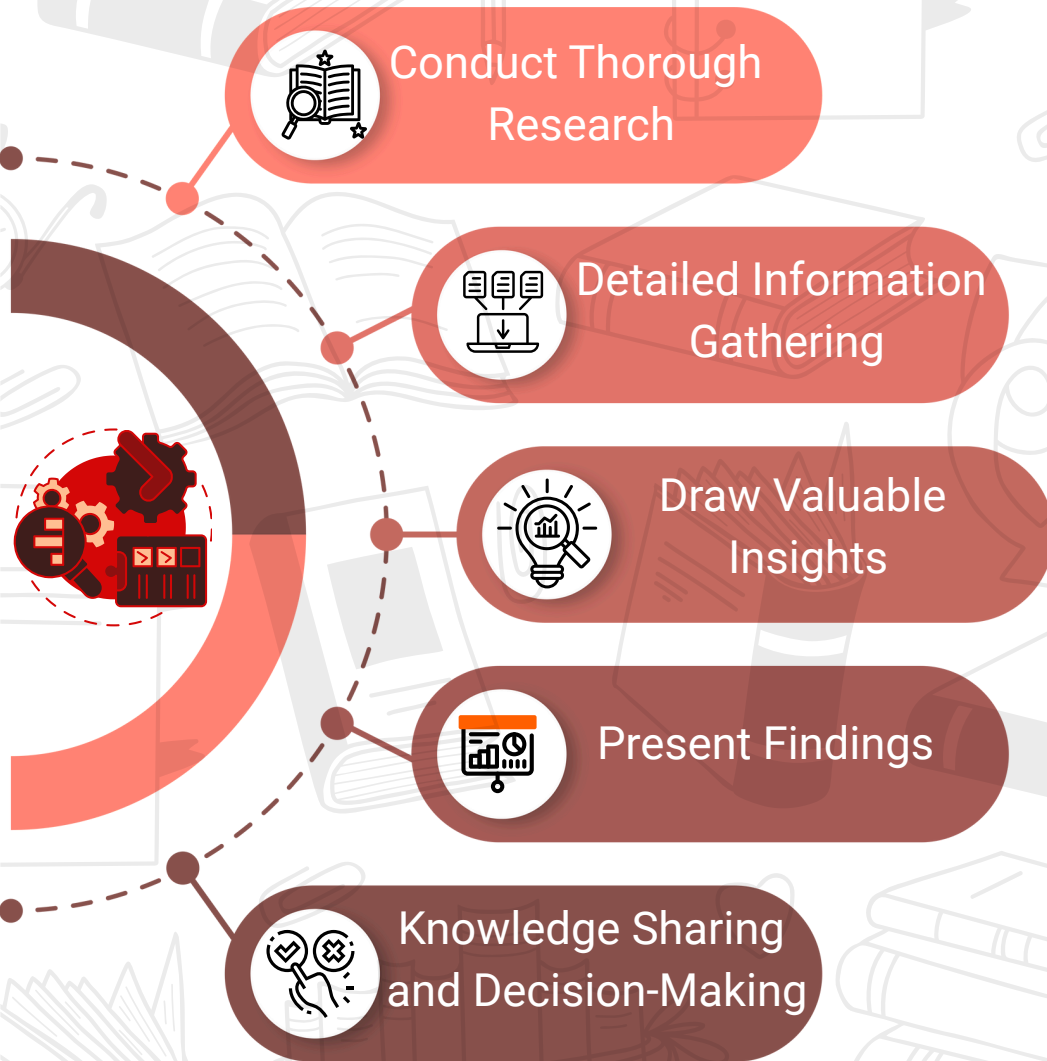 Conduct Thorough
Research
Detailed Information
Gathering
Draw Valuable
Insights
Present Findings
Knowledge Sharing
and Decision-Making